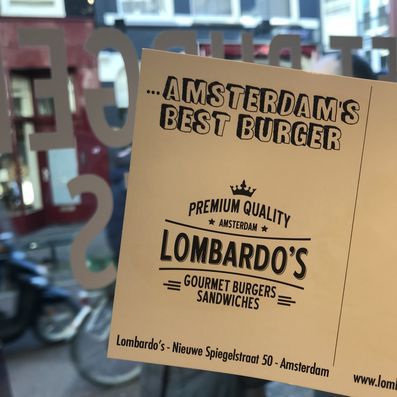 ...AMSTERDAM'S
BEST BURGER
PREMIUM QUALITY
AMSTERDAM
LOMBARDO'S
GOURMET BURGERS
SANDWICHES
Lombardo's - Nieuwe Spiegelstraat 50 - Amsterdam